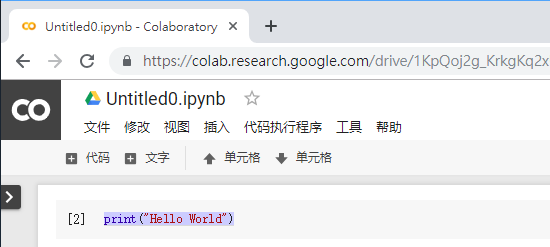 Untitled0.ipynb - Colaboratory
https://colab.research.google.com/drive/1KpQoj2g_KrkgKq2x
CO
Untitled0.ipynb
文件 修改 视图 插入 代码执行程序 工具 帮助
代码 文字 单元格 单元格
[2] print("Hello World")